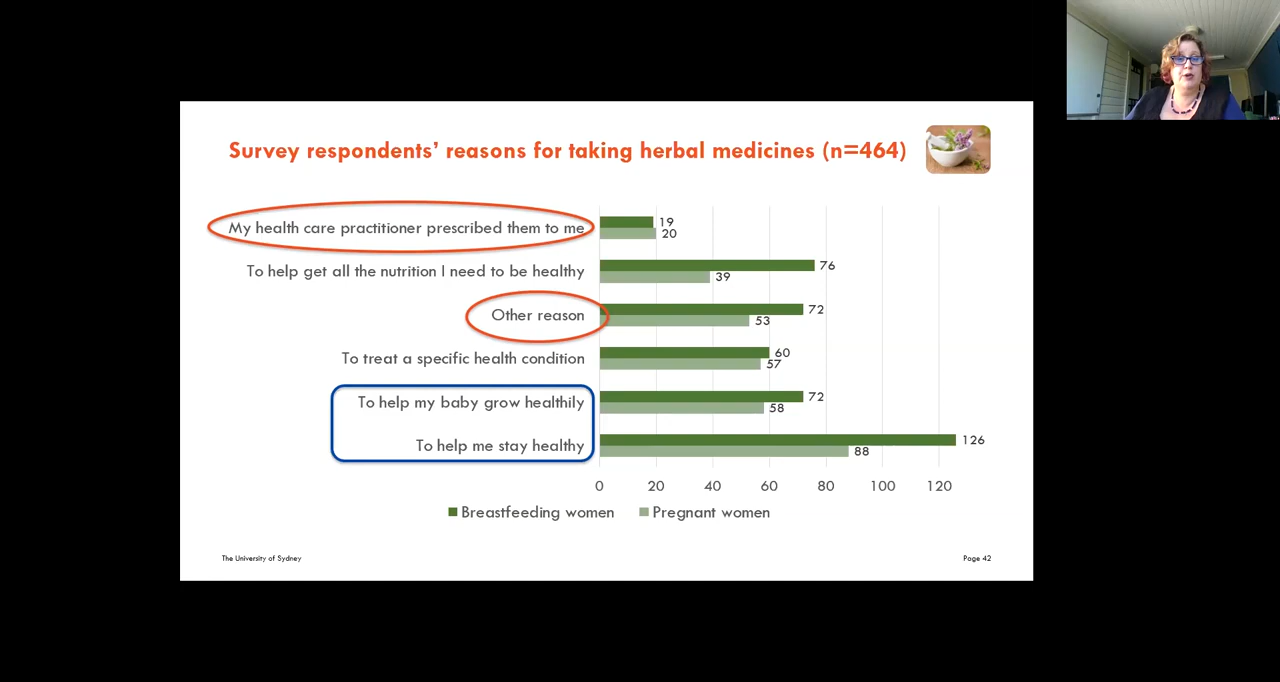 Survey respondents' reasons for taking herbal medicines (n=464)
My health care practitioner prescribed them to me
19
20
To help get all the nutrition I need to be healthy
76
39
Other reason
72
53
To treat a specific health condition
60
57
To help my baby grow healthily
72
58
To help me stay healthy
126
88
0 20 40 60 80 100 120
Breastfeeding women Pregnant women
The University of Sydney Page 42